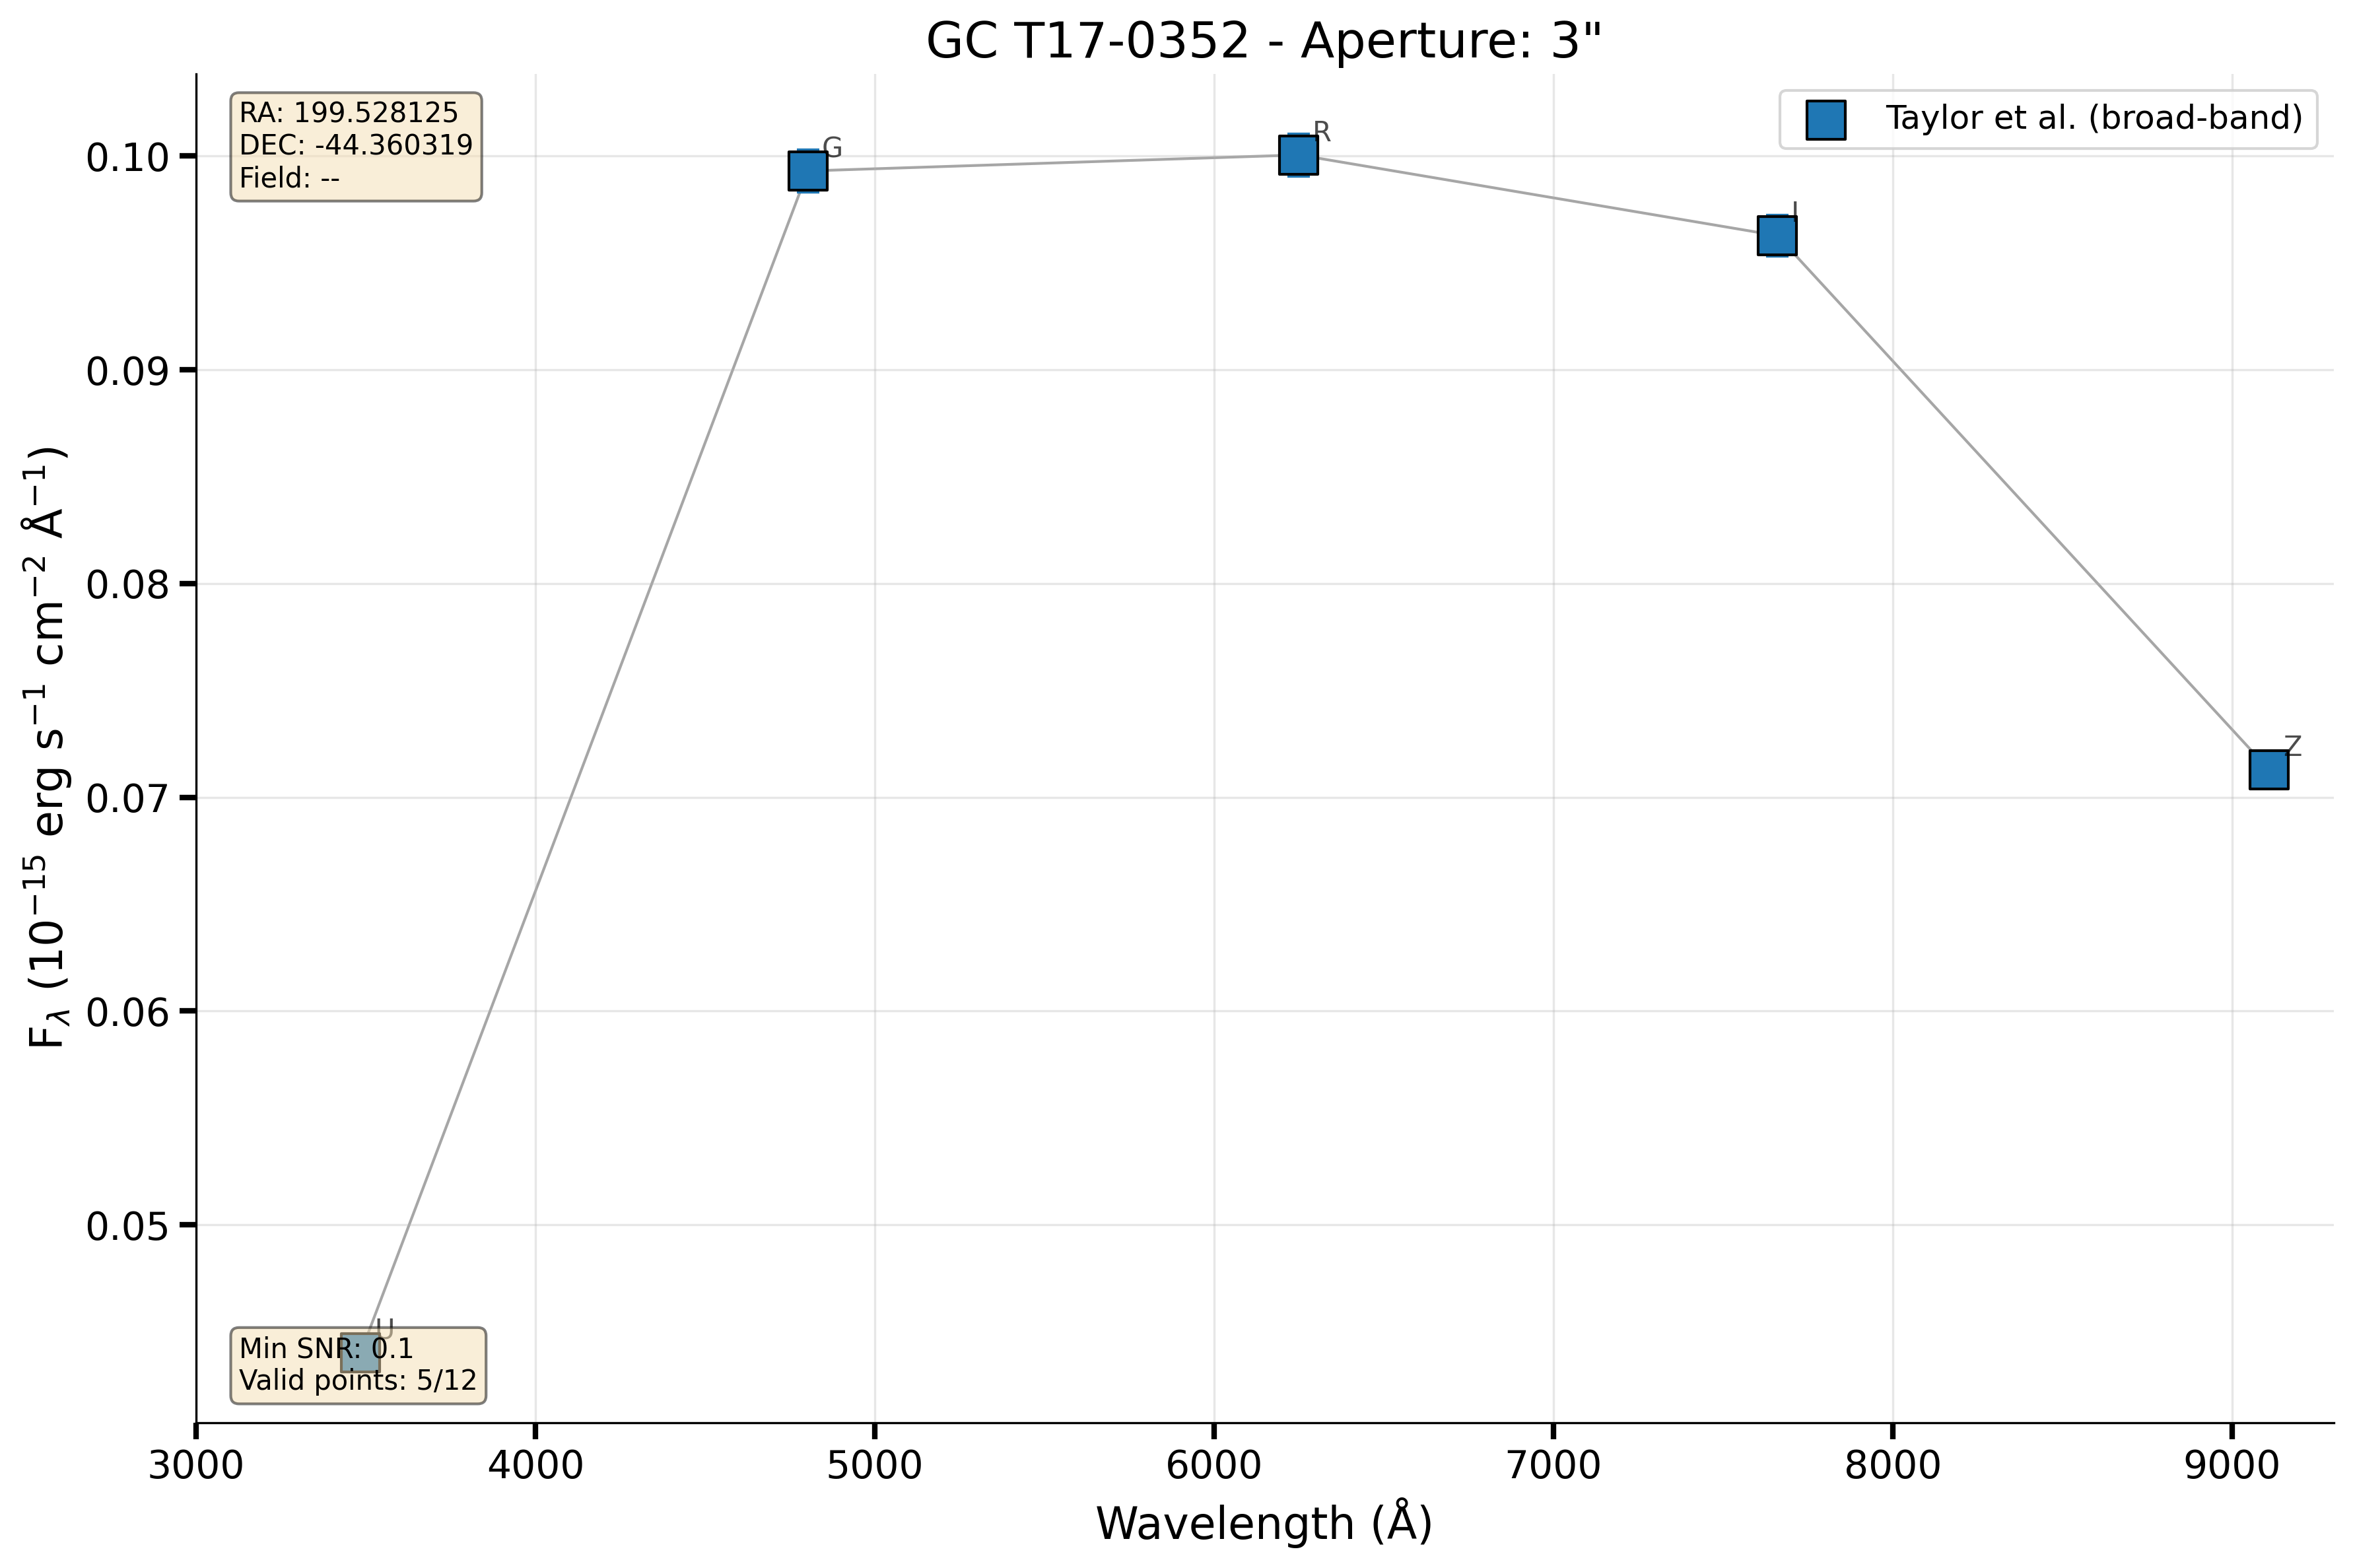 GC T17-0352 - Aperture: 3"
RA: 199.528125
DEC: -44.360319
Field: --
Taylor et al. (broad-band)
G
R
I
Z
U
Min SNR: 0.1
Valid points: 5/12
0.10
0.09
0.08
0.07
0.06
0.05
F_λ (10⁻¹⁵ erg s⁻¹ cm⁻² Å⁻¹)
3000 4000 5000 6000 7000 8000 9000
Wavelength (Å)